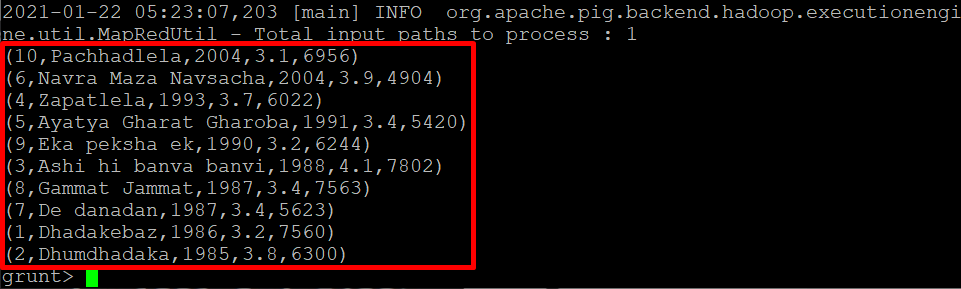 2021-01-22 05:23:07,203 [main] INFO  org.apache.pig.backend.hadoop.executionengi
ne.util.MapRedUtil - Total input paths to process : 1
(10,Pachhadlela,2004,3.1,6956)
(6,Navra Maza Navsacha,2004,3.9,4904)
(4,Zapatlela,1993,3.7,6022)
(5,Ayatya Gharat Gharoba,1991,3.4,5420)
(9,Eka peksha ek,1990,3.2,6244)
(3,Ashi hi banva banvi,1988,4.1,7802)
(8,Gammat Jammat,1987,3.4,7563)
(7,De danadan,1987,3.4,5623)
(1,Dhadakebaz,1986,3.2,7560)
(2,Dhumdhadaka,1985,3.8,6300)
grunt>